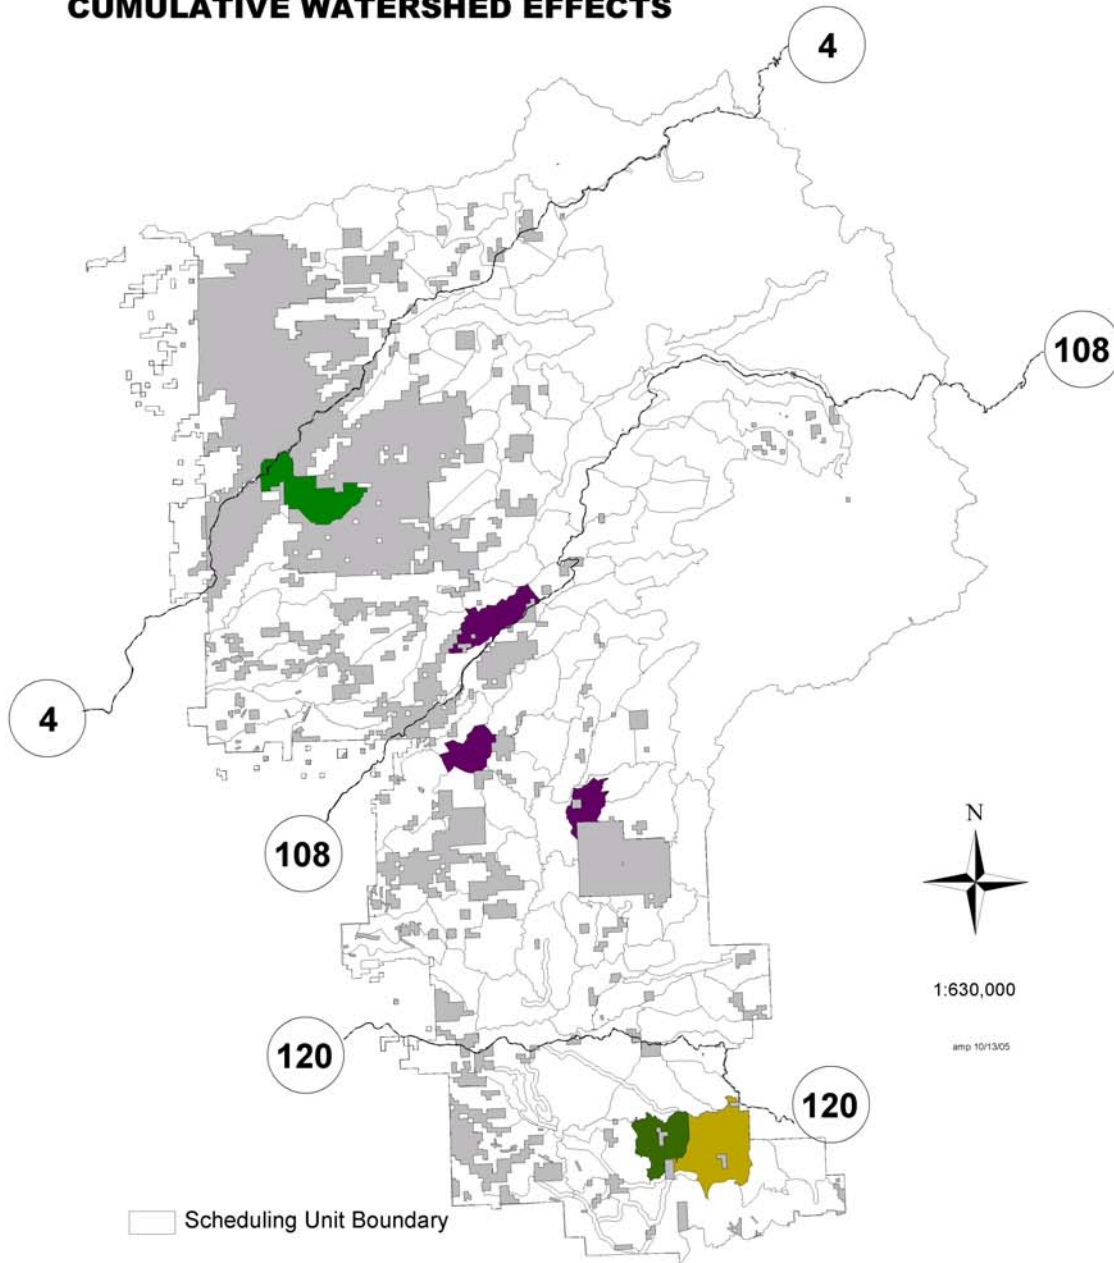 CUMULATIVE WATERSHED EFFECTS
4
108
4
108
N
1:630,000
amp 10/13/05
120
120
Scheduling Unit Boundary